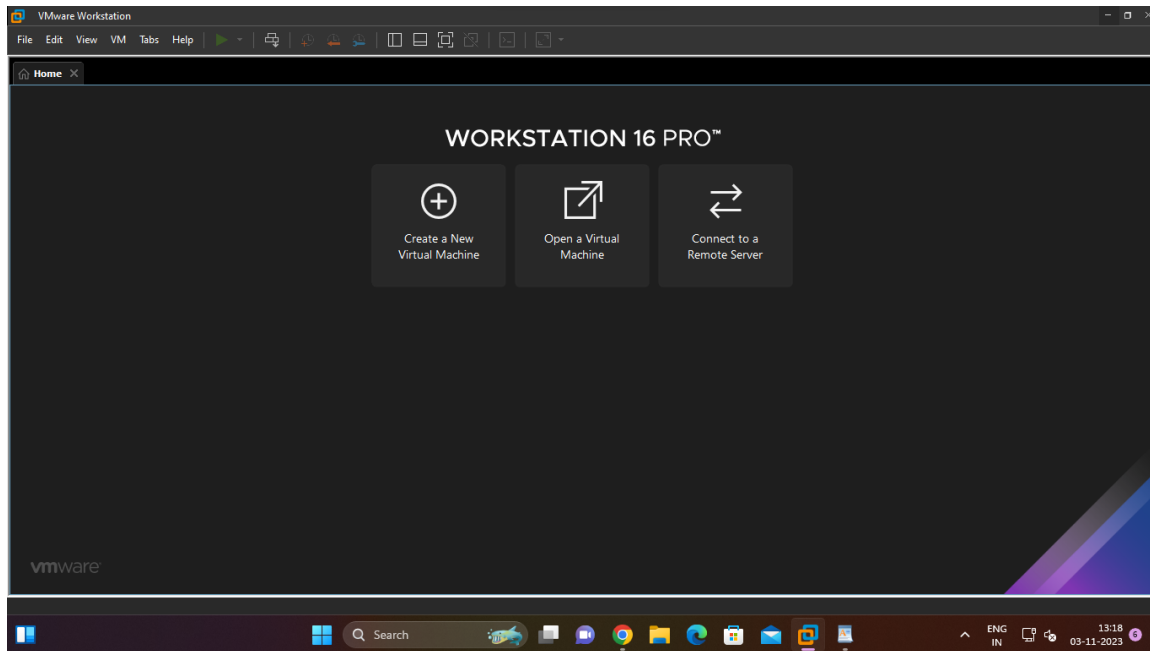 VMware Workstation
File Edit View VM Tabs Help
Home
WORKSTATION 16 PRO™
Create a New
Virtual Machine
Open a Virtual
Machine
Connect to a
Remote Server
vmware
Search
ENG
IN
13:18
03-11-2023
6